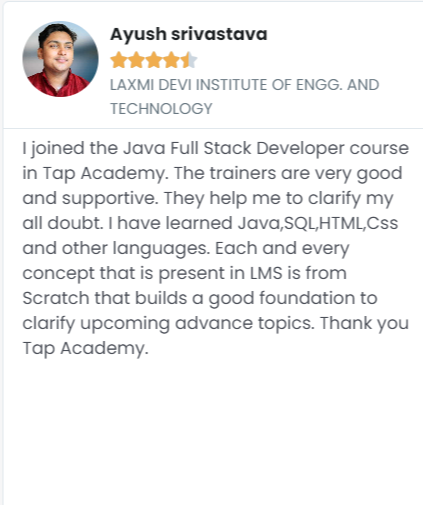 Ayush srivastava
LAXMI DEVI INSTITUTE OF ENGG. AND
TECHNOLOGY
I joined the Java Full Stack Developer course
in Tap Academy. The trainers are very good
and supportive. They help me to clarify my
all doubt. I have learned Java,SQL,HTML,Css
and other languages. Each and every
concept that is present in LMS is from
Scratch that builds a good foundation to
clarify upcoming advance topics. Thank you
Tap Academy.